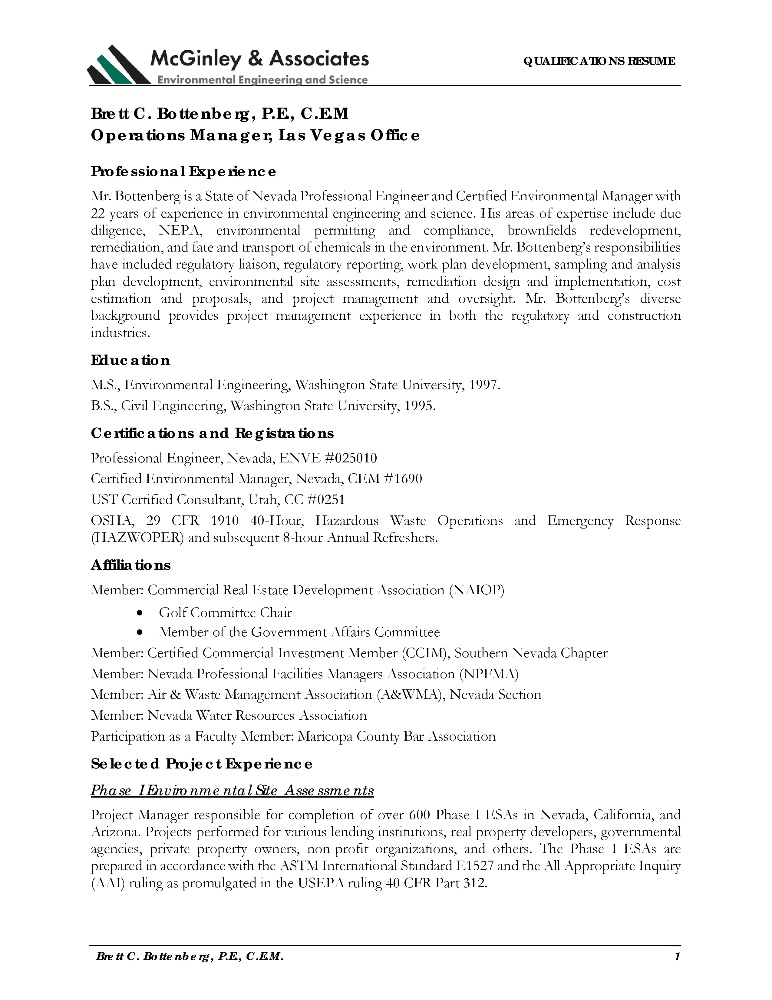 McGinley & Associates
Environmental Engineering and Science
QUALIFICATIONS RESUME
Brett C. Bottenberg, P.E., C.E.M
Operations Manager, Las Vegas Office
Professional Experience
Mr. Bottenberg is a State of Nevada Professional Engineer and Certified Environmental Manager with
22 years of experience in environmental engineering and science. His areas of expertise include due
diligence, NEPA, environmental permitting and compliance, brownfields redevelopment,
remediation, and fate and transport of chemicals in the environment. Mr. Bottenberg's responsibilities
have included regulatory liaison, regulatory reporting, work plan development, sampling and analysis
plan development, environmental site assessments, remediation design and implementation, cost
estimation and proposals, and project management and oversight. Mr. Bottenberg's diverse
background provides project management experience in both the regulatory and construction
industries.
Education
M.S., Environmental Engineering, Washington State University, 1997.
B.S., Civil Engineering, Washington State University, 1995.
Certifications and Registrations
Professional Engineer, Nevada, ENVE #025010
Certified Environmental Manager, Nevada, CEM #1690
UST Certified Consultant, Utah, CC #0251
OSHA, 29 CFR 1910 40-Hour, Hazardous Waste Operations and Emergency Response
(HAZWOPER) and subsequent 8-hour Annual Refreshers.
Affiliations
Member: Commercial Real Estate Development Association (NAIOP)
• Golf Committee Chair
• Member of the Government Affairs Committee
Member: Certified Commercial Investment Member (CCIM), Southern Nevada Chapter
Member: Nevada Professional Facilities Managers Association (NPFMA)
Member: Air & Waste Management Association (A&WMA), Nevada Section
Member: Nevada Water Resources Association
Participation as a Faculty Member: Maricopa County Bar Association
Selected Project Experience
Phase I Environmental Site Assessments
Project Manager responsible for completion of over 600 Phase I ESAs in Nevada, California, and
Arizona. Projects performed for various lending institutions, real property developers, governmental
agencies, private property owners, non-profit organizations, and others. The Phase I ESAs are
prepared in accordance with the ASTM International Standard E1527 and the All Appropriate Inquiry
(AAI) ruling as promulgated in the USEPA ruling 40 CFR Part 312.
Brett C. Bottenberg, P.E., C.E.M.
1